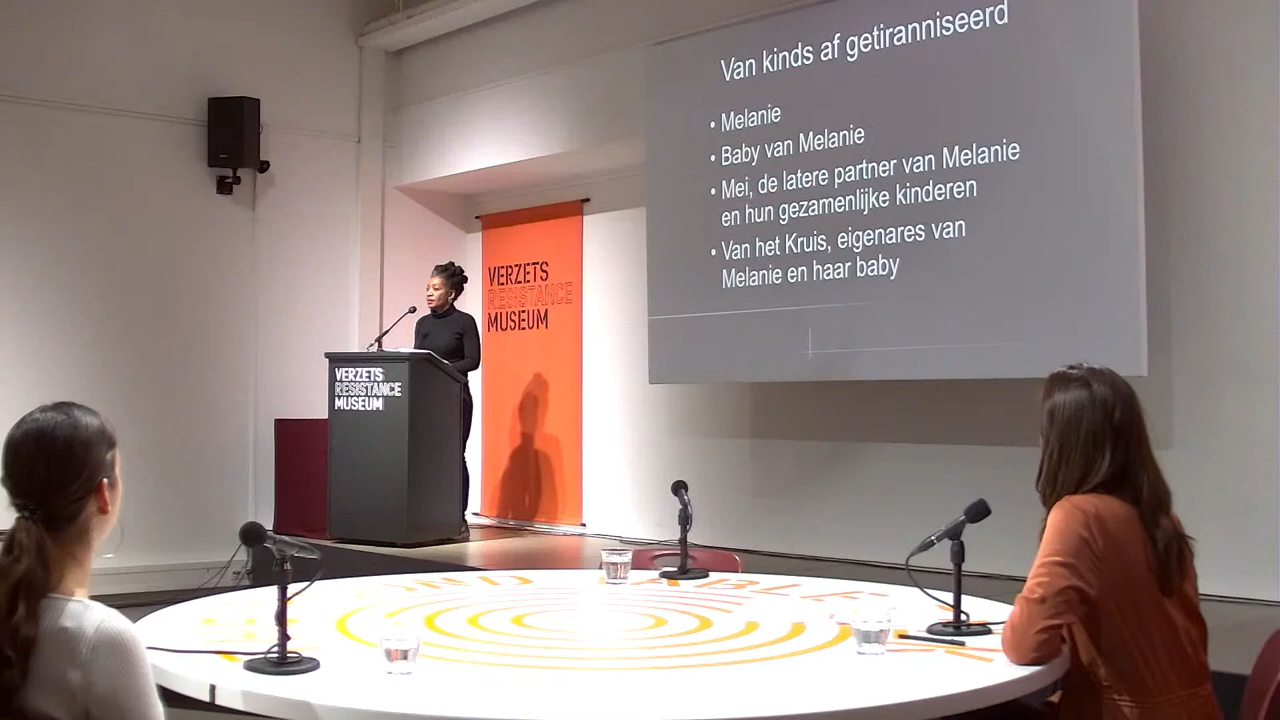 Van kinds af getiranniseerd
• Melanie
• Baby van Melanie
• Mei, de latere partner van Melanie
en hun gezamenlijke kinderen
• Van het Kruis, eigenares van
Melanie en haar baby
VERZETS
RESISTANCE
MUSEUM
VERZETS
RESISTANCE
MUSEUM